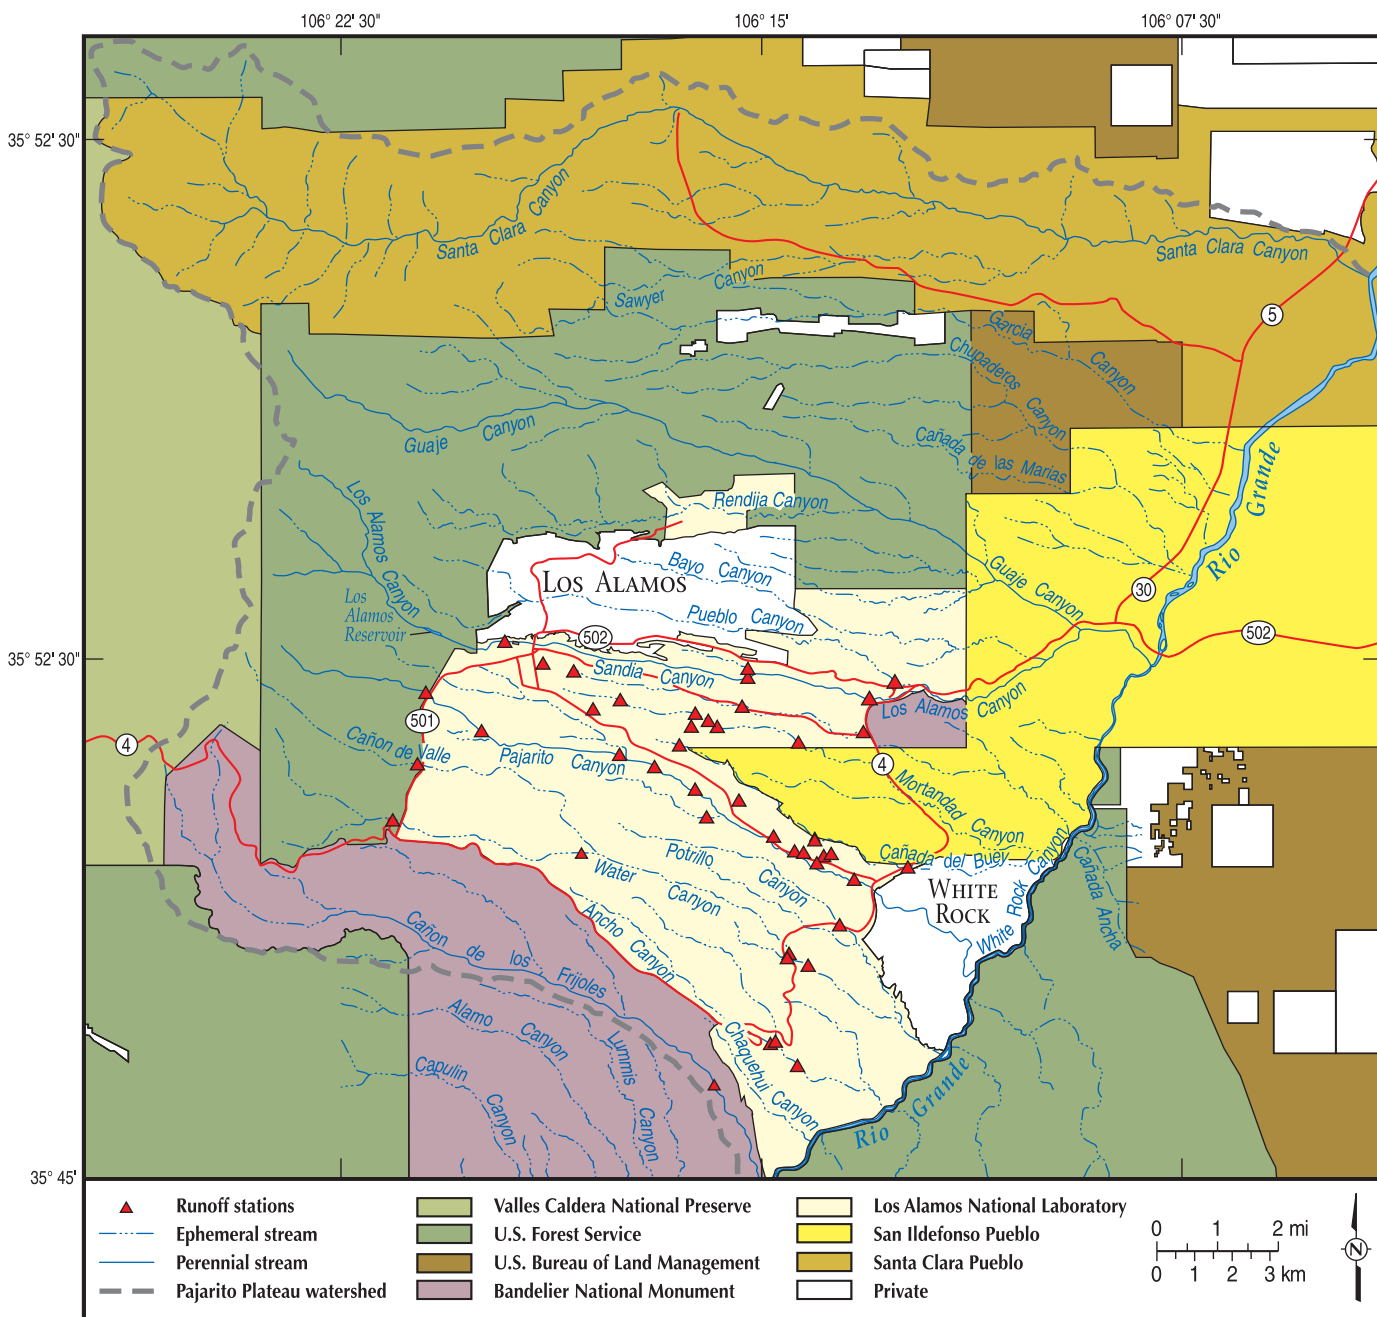 106° 22' 30"
106° 15'
106° 07' 30"
35° 52' 30"
Santa Clara Canyon
Santa Clara Canyon
Sawyer Canyon
5
Garcia Canyon
Chupaderos Canyon
Guaje Canyon
Cañada de las Marias
Rio Grande
Los Alamos Canyon
Rendija Canyon
Bayo Canyon
LOS ALAMOS
Guaje Canyon
30
Los
Alamos
Reservoir
Pueblo Canyon
502
502
35° 52' 30"
Sandia Canyon
Los Alamos Canyon
501
4
Cañon de Valle
Pajarito Canyon
4
Mortandad Canyon
Potrillo Canyon
Cañada del Buey
Water Canyon
WHITE
ROCK
White Rock Canyon
Cañada Ancha
Ancho Canyon
Cañon de los Frijoles
Alamo Canyon
Lummis Canyon
Capulin Canyon
Chaquehui Canyon
Rio Grande
35° 45'
Runoff stations
Ephemeral stream
Perennial stream
Pajarito Plateau watershed
Valles Caldera National Preserve
U.S. Forest Service
U.S. Bureau of Land Management
Bandelier National Monument
Los Alamos National Laboratory
San Ildefonso Pueblo
Santa Clara Pueblo
Private
0 1 2 mi
0 1 2 3 km
N